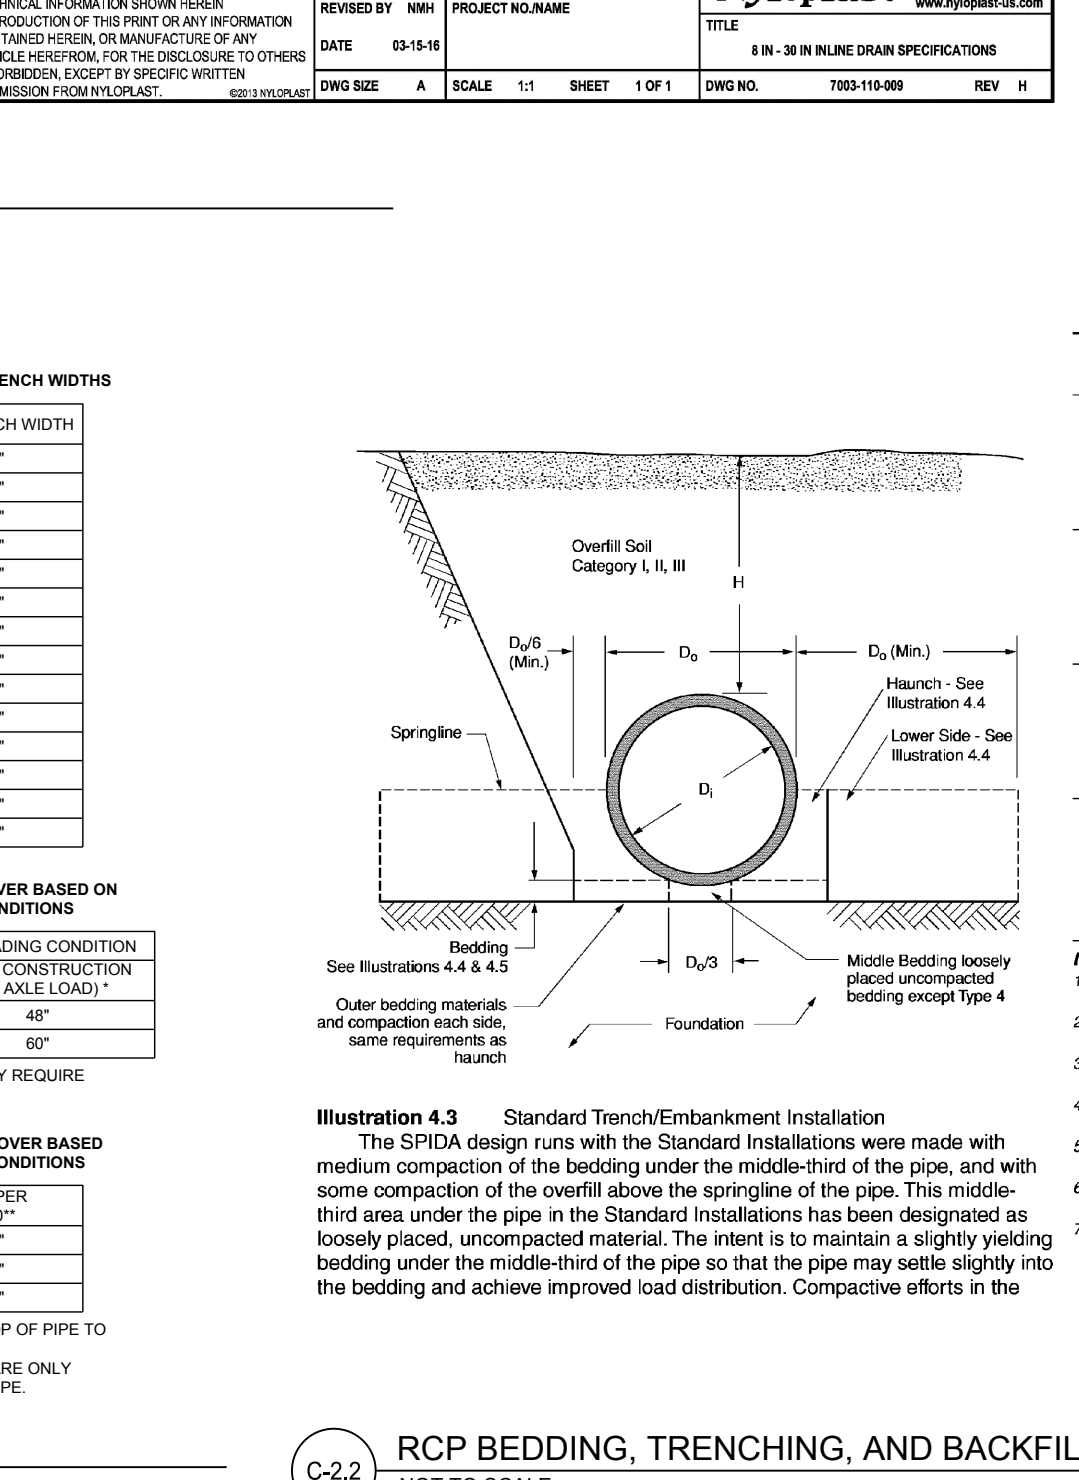 HNICAL INFORMATION SHOWN HEREIN
RODUCTION OF THIS PRINT OR ANY INFORMATION
TAINED HEREIN, OR MANUFACTURE OF ANY
ICLE HEREFROM, FOR THE DISCLOSURE TO OTHERS
ORBIDDEN, EXCEPT BY SPECIFIC WRITTEN
MISSION FROM NYLOPLAST.
©2013 NYLOPLAST
REVISED BY NMH
DATE 03-15-16
DWG SIZE A
PROJECT NO./NAME
SCALE 1:1 SHEET 1 OF 1
www.nyloplast-us.com
TITLE
8 IN - 30 IN INLINE DRAIN SPECIFICATIONS
DWG NO. 7003-110-009 REV H
ENCH WIDTHS
CH WIDTH
"
"
"
"
"
"
"
"
"
"
"
"
"
"
VER BASED ON
NDITIONS
ADING CONDITION
CONSTRUCTION
AXLE LOAD) *
48"
60"
Y REQUIRE
OVER BASED
ONDITIONS
PER
0**
"
"
"
OP OF PIPE TO
ARE ONLY
PE.
Overfill Soil
Category I, II, III
H
Do/6
(Min.)
Do
Do (Min.)
Haunch - See
Illustration 4.4
Springline
Lower Side - See
Illustration 4.4
Di
Bedding
See Illustrations 4.4 & 4.5
Do/3
Middle Bedding loosely
placed uncompacted
bedding except Type 4
Outer bedding materials
and compaction each side,
same requirements as
haunch
Foundation
Illustration 4.3 Standard Trench/Embankment Installation
The SPIDA design runs with the Standard Installations were made with
medium compaction of the bedding under the middle-third of the pipe, and with
some compaction of the overfill above the springline of the pipe. This middle-
third area under the pipe in the Standard Installations has been designated as
loosely placed, uncompacted material. The intent is to maintain a slightly yielding
bedding under the middle-third of the pipe so that the pipe may settle slightly into
the bedding and achieve improved load distribution. Compactive efforts in the
C-2.2
RCP BEDDING, TRENCHING, AND BACKFIL
NOT TO SCALE